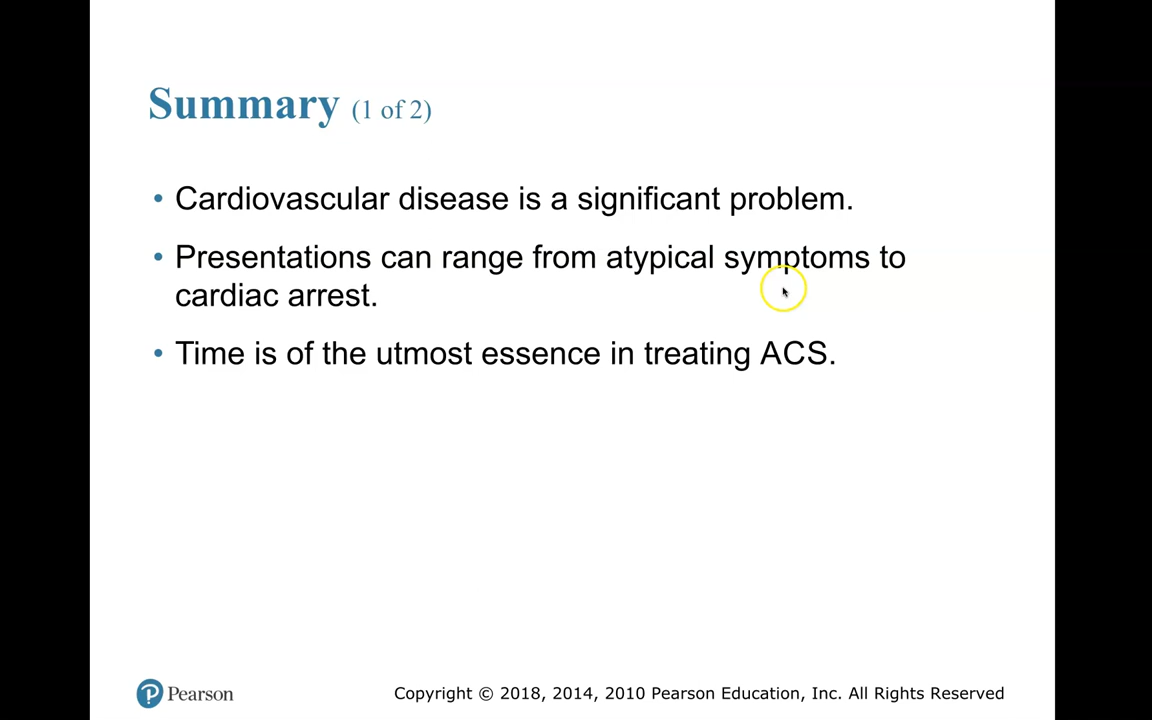 Summary (1 of 2)
• Cardiovascular disease is a significant problem.
• Presentations can range from atypical symptoms to
cardiac arrest.
• Time is of the utmost essence in treating ACS.
Pearson
Copyright © 2018, 2014, 2010 Pearson Education, Inc. All Rights Reserved